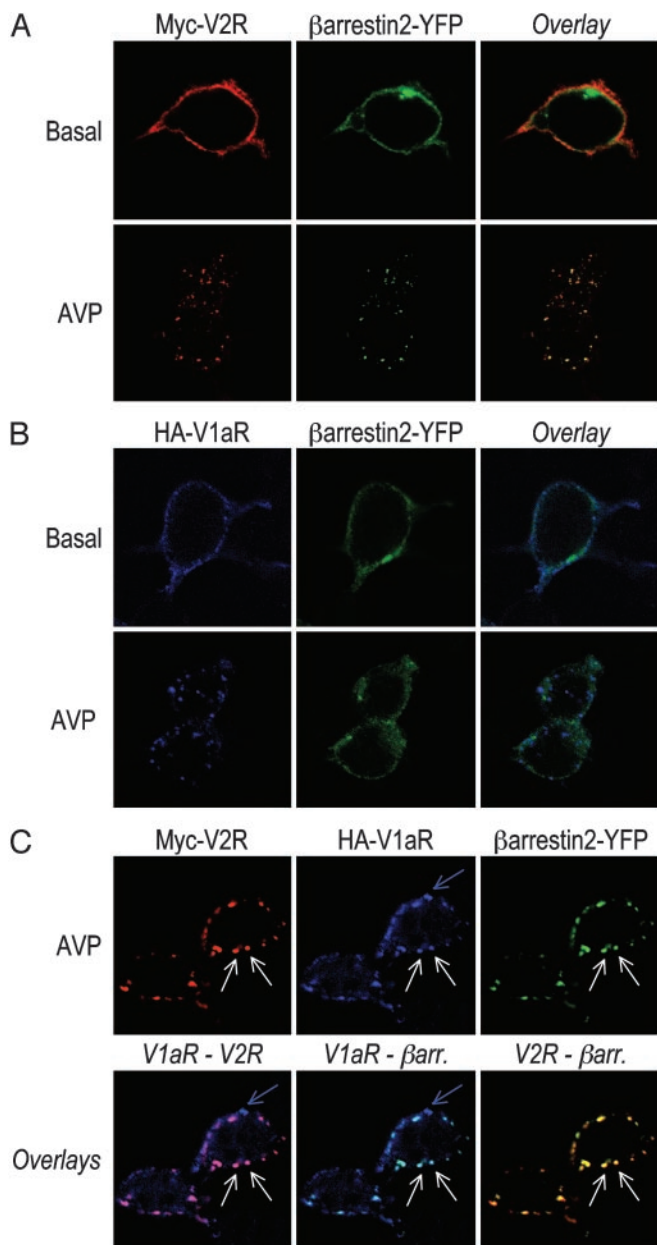 A
Myc-V2R βarrestin2-YFP Overlay
Basal
AVP
B
HA-V1aR βarrestin2-YFP Overlay
Basal
AVP
C
Myc-V2R HA-V1aR βarrestin2-YFP
AVP
V1aR - V2R V1aR - βarr. V2R - βarr.
Overlays